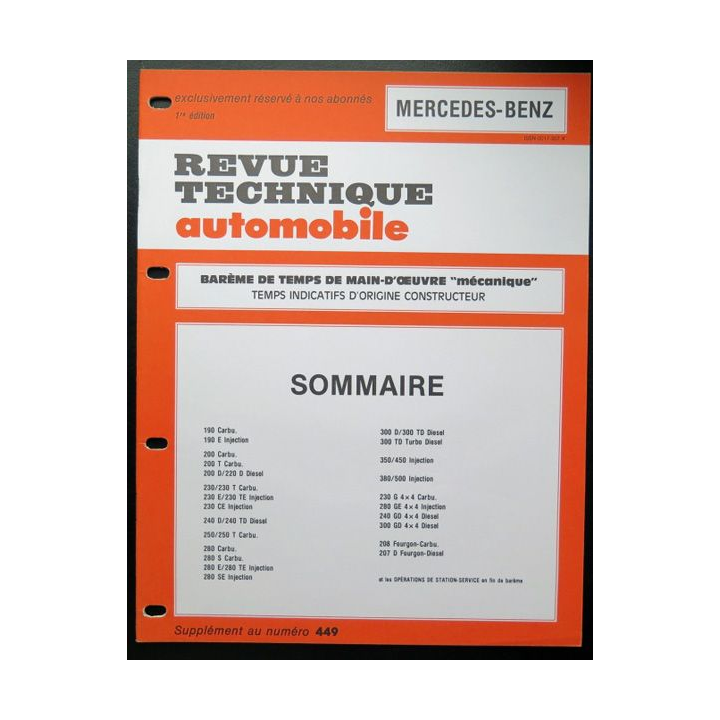 exclusivement réservé à nos abonnés
1re édition
MERCEDES-BENZ
REVUE
TECHNIQUE
automobile
BARÈME DE TEMPS DE MAIN-D'ŒUVRE "mécanique"
TEMPS INDICATIFS D'ORIGINE CONSTRUCTEUR
SOMMAIRE
190 Carbu.
190 E Injection
200 Carbu.
200 T Carbu.
200 D/220 D Diesel
230/230 T Carbu.
230 E/230 TE Injection
230 CE Injection
240 D/240 TD Diesel
250/250 T Carbu.
280 Carbu.
280 S Carbu.
280 E/280 TE Injection
280 SE Injection
300 D/300 TD Diesel
300 TD Turbo Diesel
350/450 Injection
380/500 Injection
230 G 4×4 Carbu.
280 GE 4×4 Injection
240 GD 4×4 Diesel
300 GD 4×4 Diesel
208 Fourgon-Carbu.
207 D Fourgon-Diesel
et les OPÉRATIONS DE STATION-SERVICE en fin de barème
Supplément au numéro 449